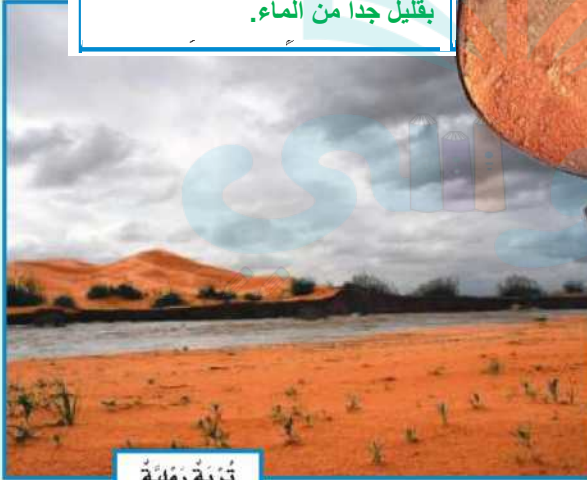 بقليل جدا من الماء.
تُرْبَةٌ رَمْلِيَّةٌ